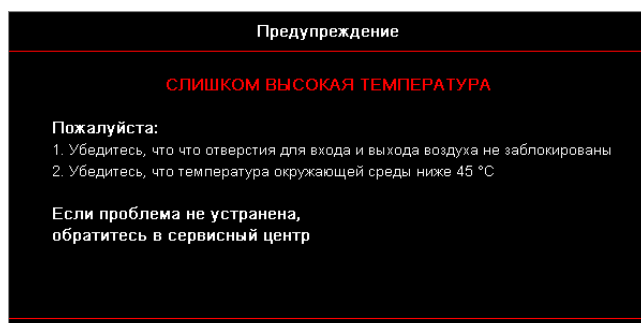 Предупреждение
СЛИШКОМ ВЫСОКАЯ ТЕМПЕРАТУРА
Пожалуйста:
1. Убедитесь, что что отверстия для входа и выхода воздуха не заблокированы
2. Убедитесь, что температура окружающей среды ниже 45 °C
Если проблема не устранена,
обратитесь в сервисный центр